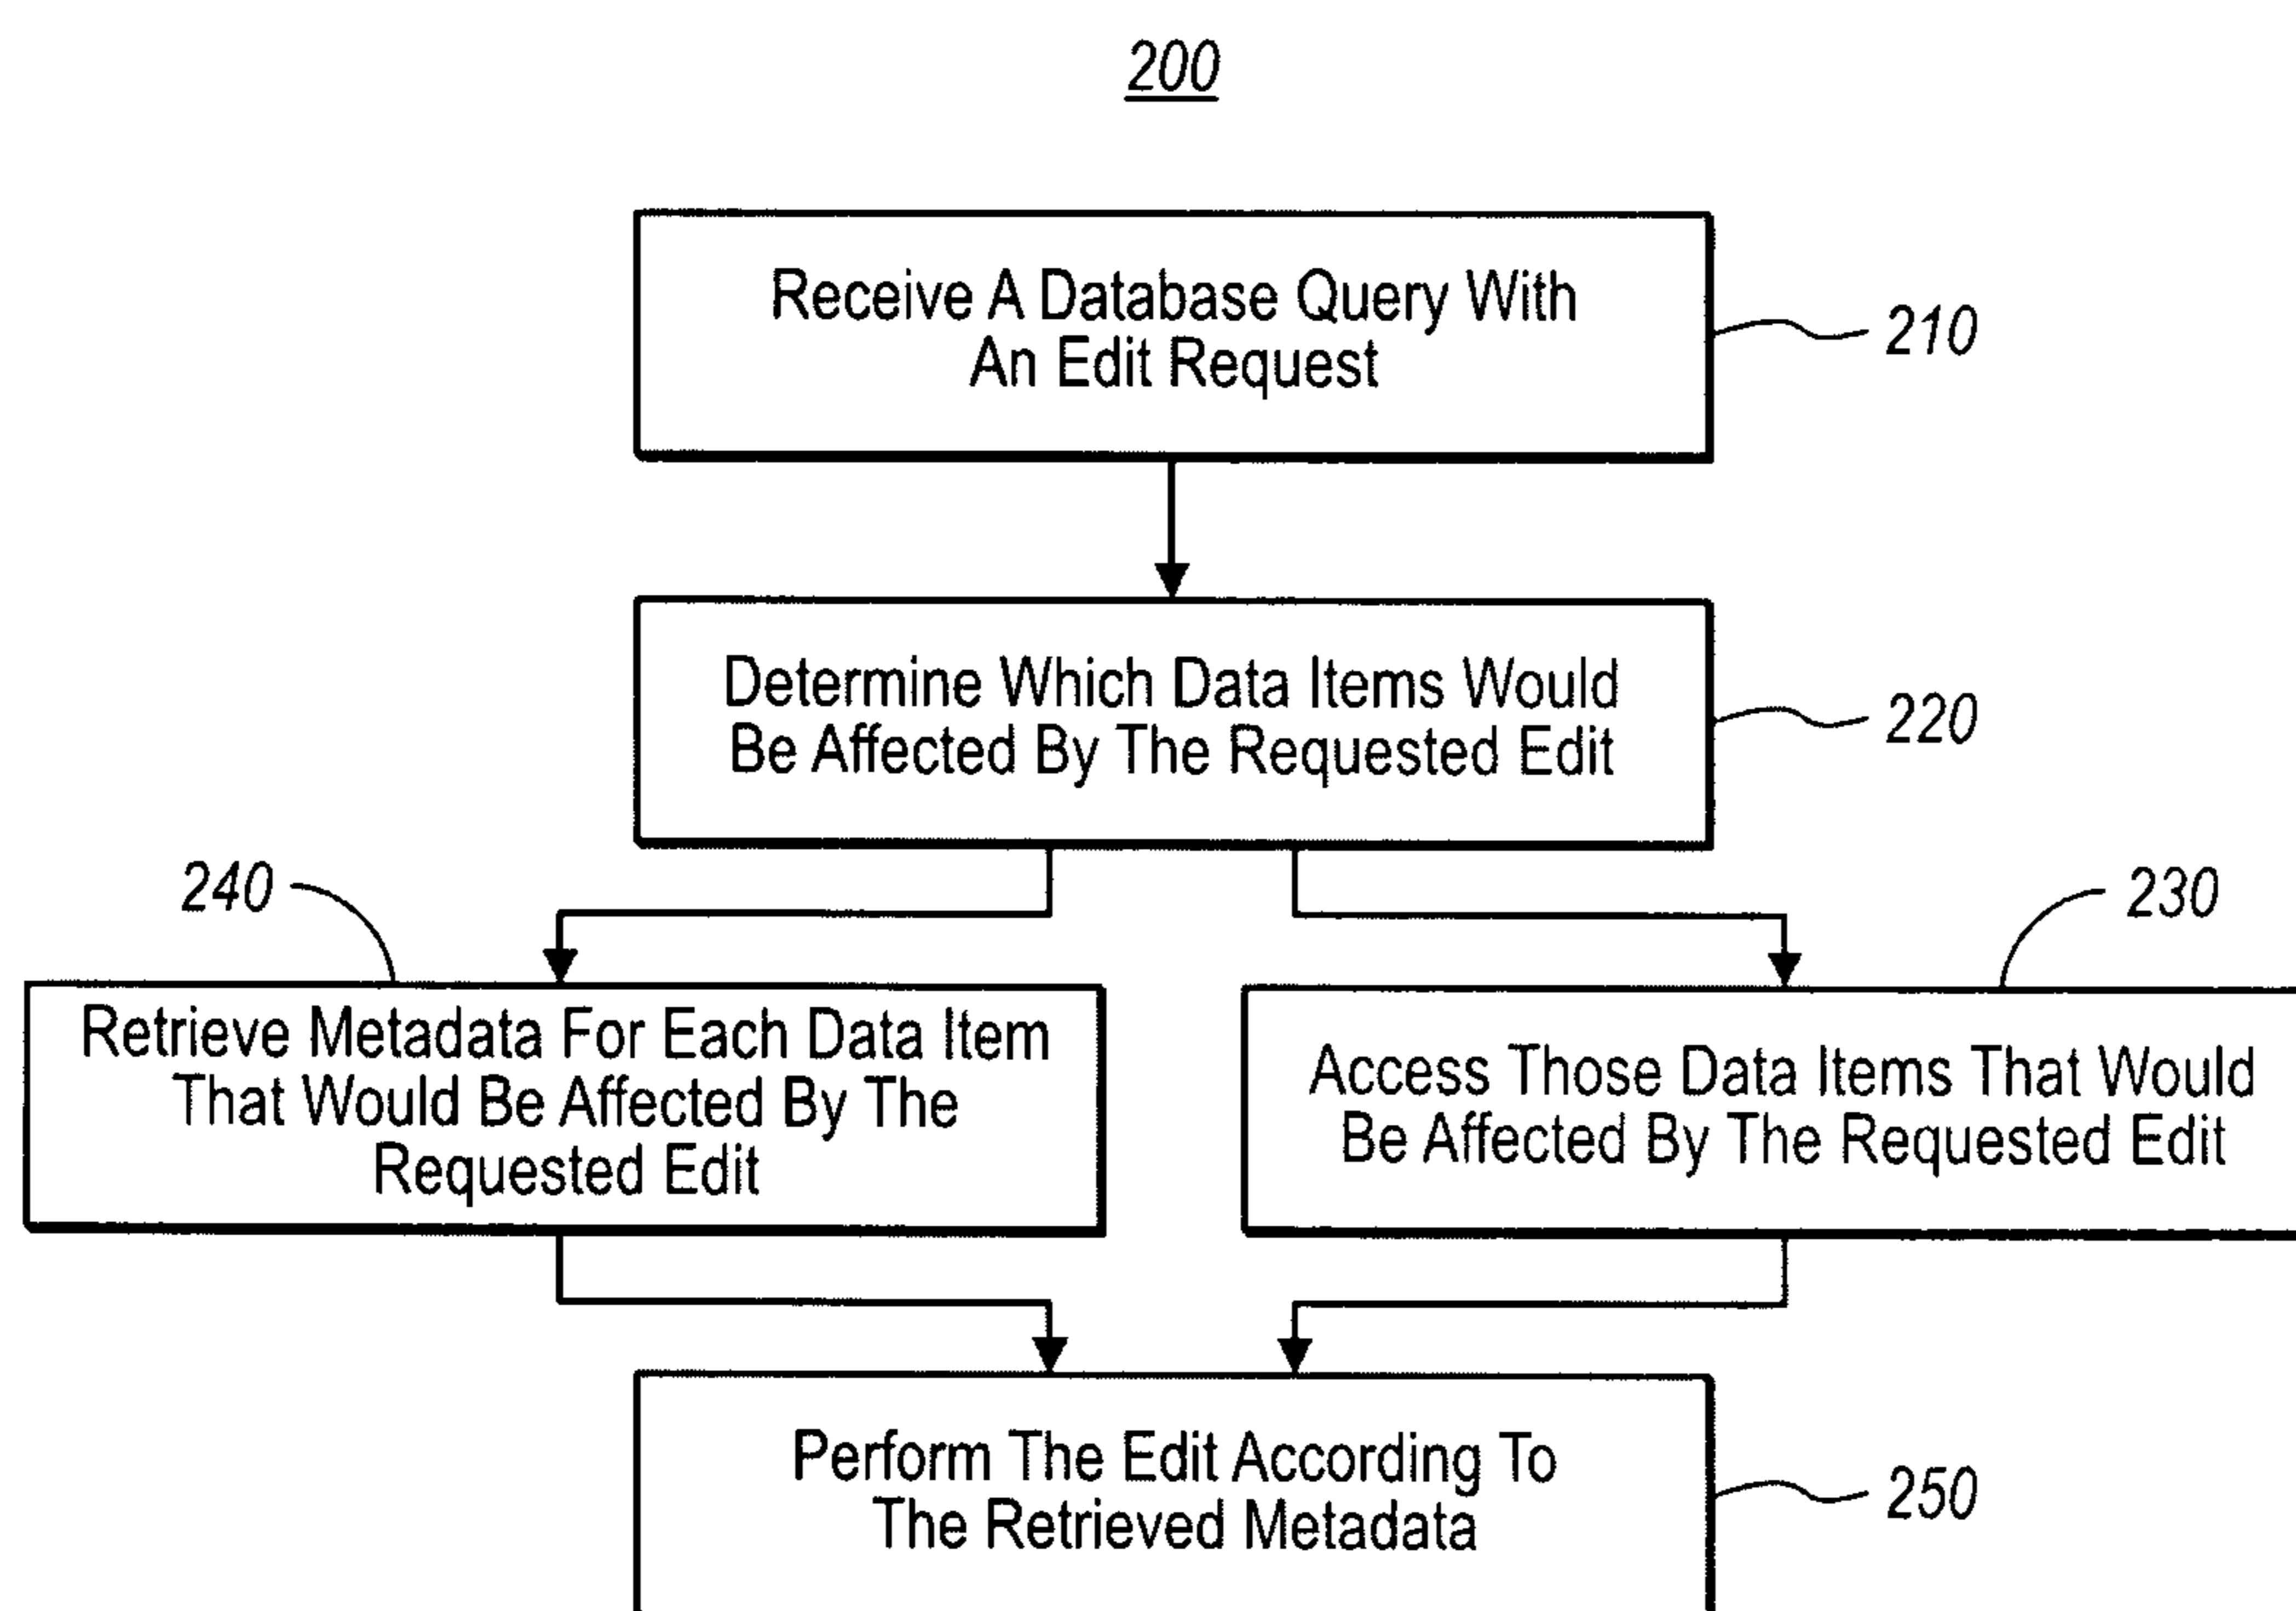 200
Receive A Database Query With
An Edit Request
210
Determine Which Data Items Would
Be Affected By The Requested Edit
220
240
230
Retrieve Metadata For Each Data Item
That Would Be Affected By The
Requested Edit
Access Those Data Items That Would
Be Affected By The Requested Edit
Perform The Edit According To
The Retrieved Metadata
250